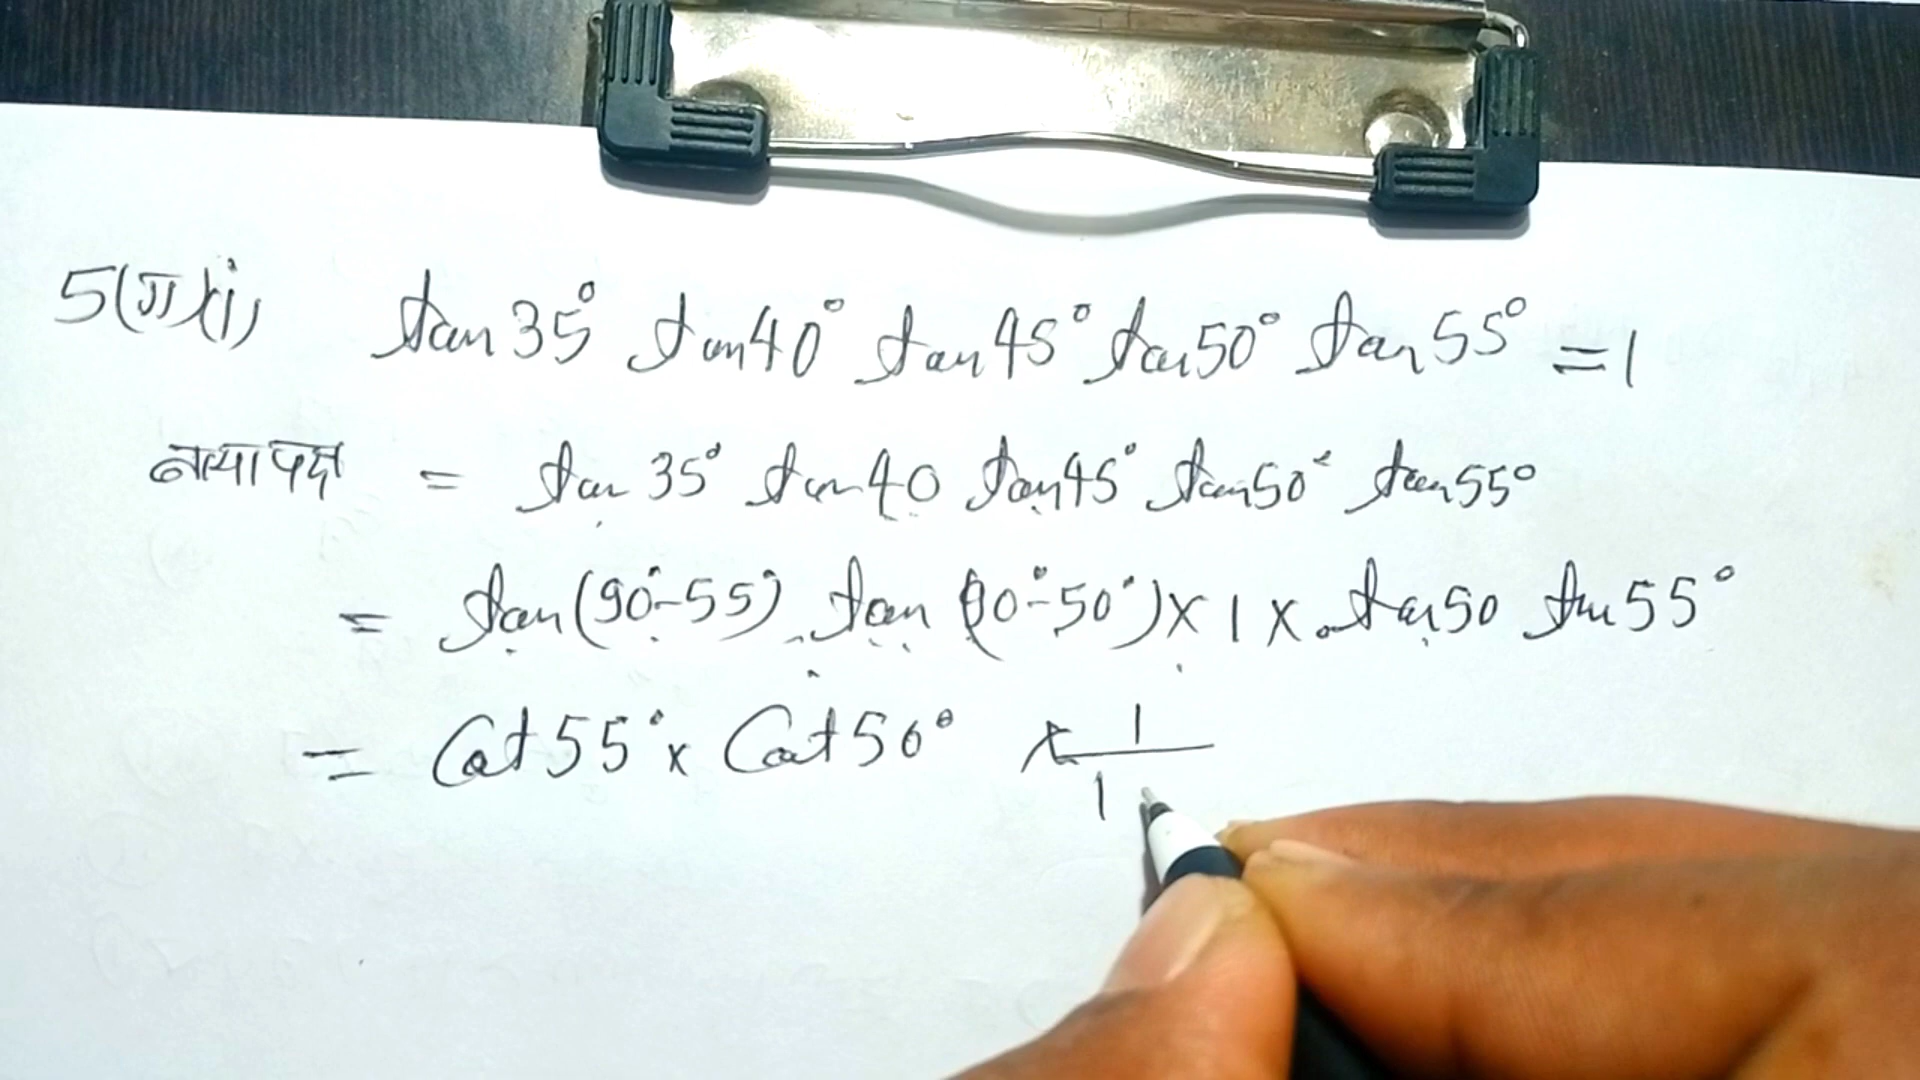 5(ग)(i) tan 35° tan 40° tan 45° tan 50° tan 55° = 1
बायापक्ष = tan 35° tan 40 tan 45° tan 50° tan 55°
= tan (90°-55°) . tan (90°-50°) × 1 × tan 50 tan 55°
= Cot 55° × Cot 50° × 1/1